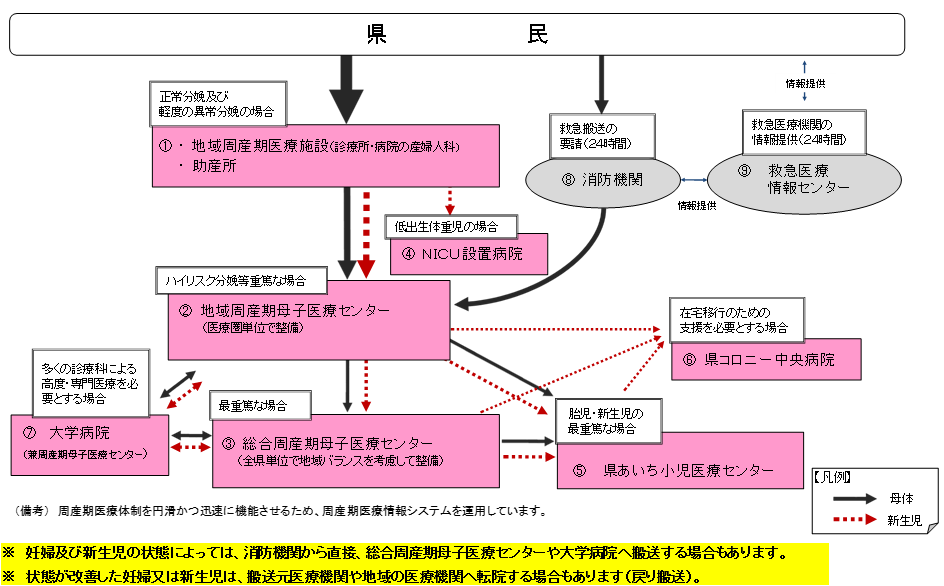 県　民
正常分娩及び
軽度の異常分娩の場合
①・地域周産期医療施設(診療所・病院の産婦人科)
・助産所
救急搬送の
要請(24時間)
⑧ 消防機関
情報提供
救急医療機関の
情報提供(24時間)
⑨ 救急医療
情報センター
情報提供
低出生体重児の場合
④ NICU設置病院
ハイリスク分娩等重篤な場合
② 地域周産期母子医療センター
(医療圏単位で整備)
在宅移行のための
支援を必要とする場合
⑥ 県コロニー中央病院
多くの診療科による
高度・専門医療を必
要とする場合
⑦ 大学病院
(兼周産期母子医療センター)
最重篤な場合
③ 総合周産期母子医療センター
(全県単位で地域バランスを考慮して整備)
胎児・新生児の
最重篤な場合
⑤ 県あいち小児医療センター
【凡例】
母体
新生児
(備考) 周産期医療体制を円滑かつ迅速に機能させるため、周産期医療情報システムを運用しています。
※ 妊婦及び新生児の状態によっては、消防機関から直接、総合周産期母子医療センターや大学病院へ搬送する場合もあります。
※ 状態が改善した妊婦又は新生児は、搬送元医療機関や地域の医療機関へ転院する場合もあります(戻り搬送)。